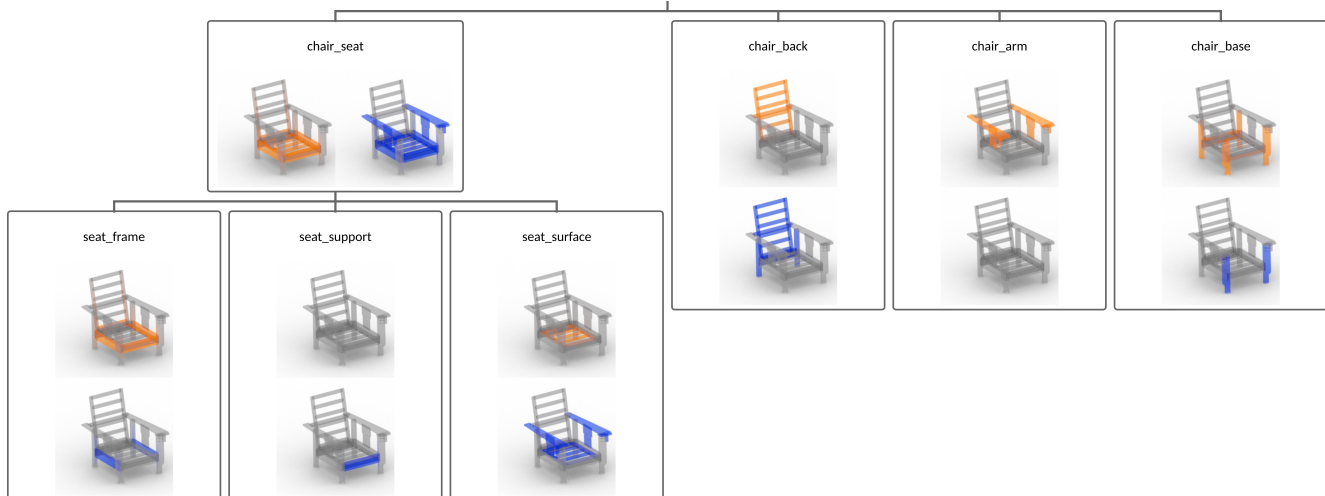 chair_seat
chair_back
chair_arm
chair_base
seat_frame
seat_support
seat_surface